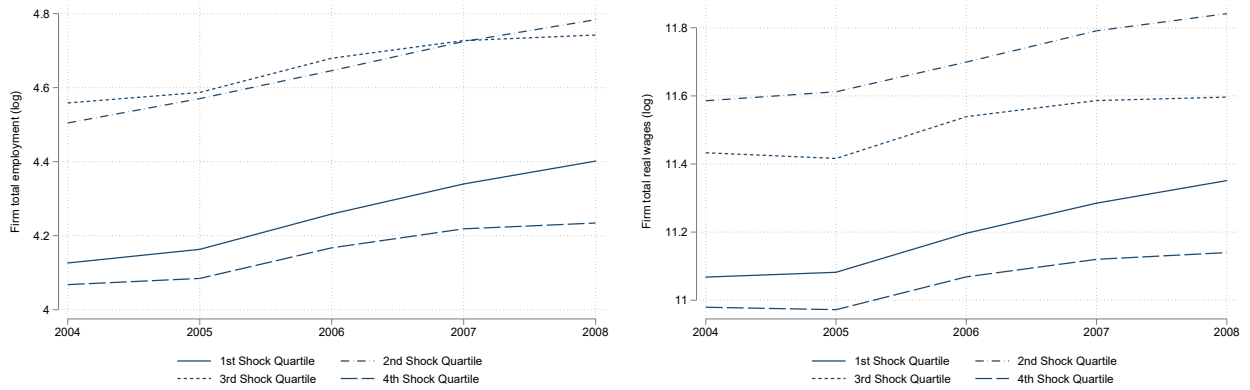 Firm total employment (log)
4.8
4.6
4.4
4.2
4
2004 2005 2006 2007 2008
1st Shock Quartile 2nd Shock Quartile
3rd Shock Quartile 4th Shock Quartile
Firm total real wages (log)
11.8
11.6
11.4
11.2
11
2004 2005 2006 2007 2008
1st Shock Quartile 2nd Shock Quartile
3rd Shock Quartile 4th Shock Quartile